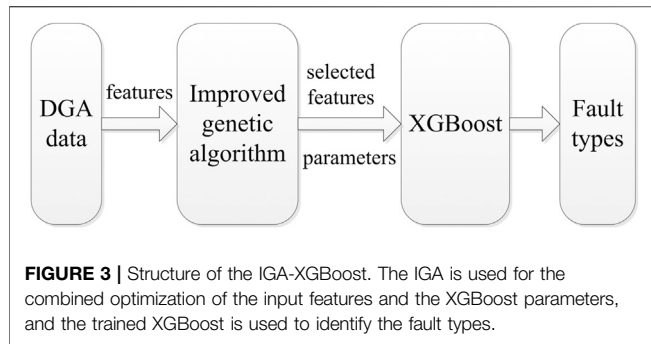 DGA
data
features
Improved
genetic
algorithm
selected
features
parameters
XGBoost
Fault
types
FIGURE 3 | Structure of the IGA-XGBoost. The IGA is used for the
combined optimization of the input features and the XGBoost parameters,
and the trained XGBoost is used to identify the fault types.